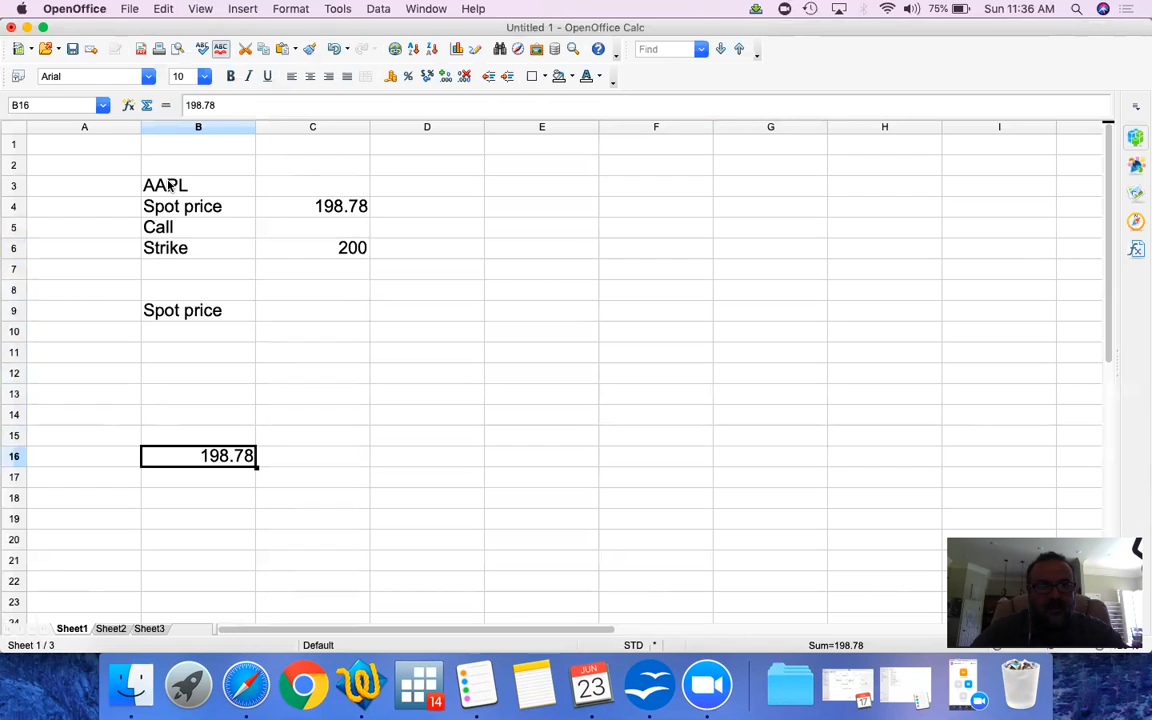 OpenOffice File Edit View Insert Format Tools Data Window Help 75% Sun 11:36 AM
Untitled 1 - OpenOffice Calc
Find
Arial 10
B16 198.78
A B C D E F G H I
1
2
3 AAPL
4 Spot price 198.78
5 Call
6 Strike 200
7
8
9 Spot price
10
11
12
13
14
15
16 198.78
17
18
19
20
21
22
23
24
Sheet1 Sheet2 Sheet3
Sheet 1 / 3 Default STD * Sum=198.78
14
JUN
23
17